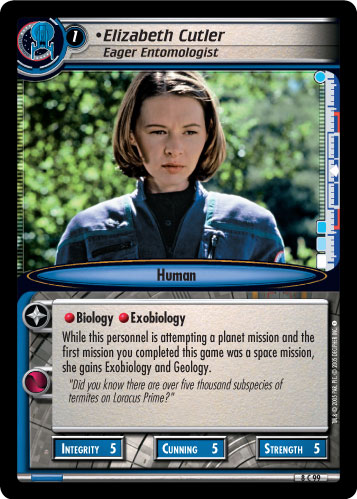 1 •Elizabeth Cutler
Eager Entomologist
Human
Biology Exobiology
While this personnel is attempting a planet mission and the
first mission you completed this game was a space mission,
she gains Exobiology and Geology.
"Did you know there are over five thousand subspecies of
termites on Loracus Prime?"
INTEGRITY 5 CUNNING 5 STRENGTH 5
8 C 99